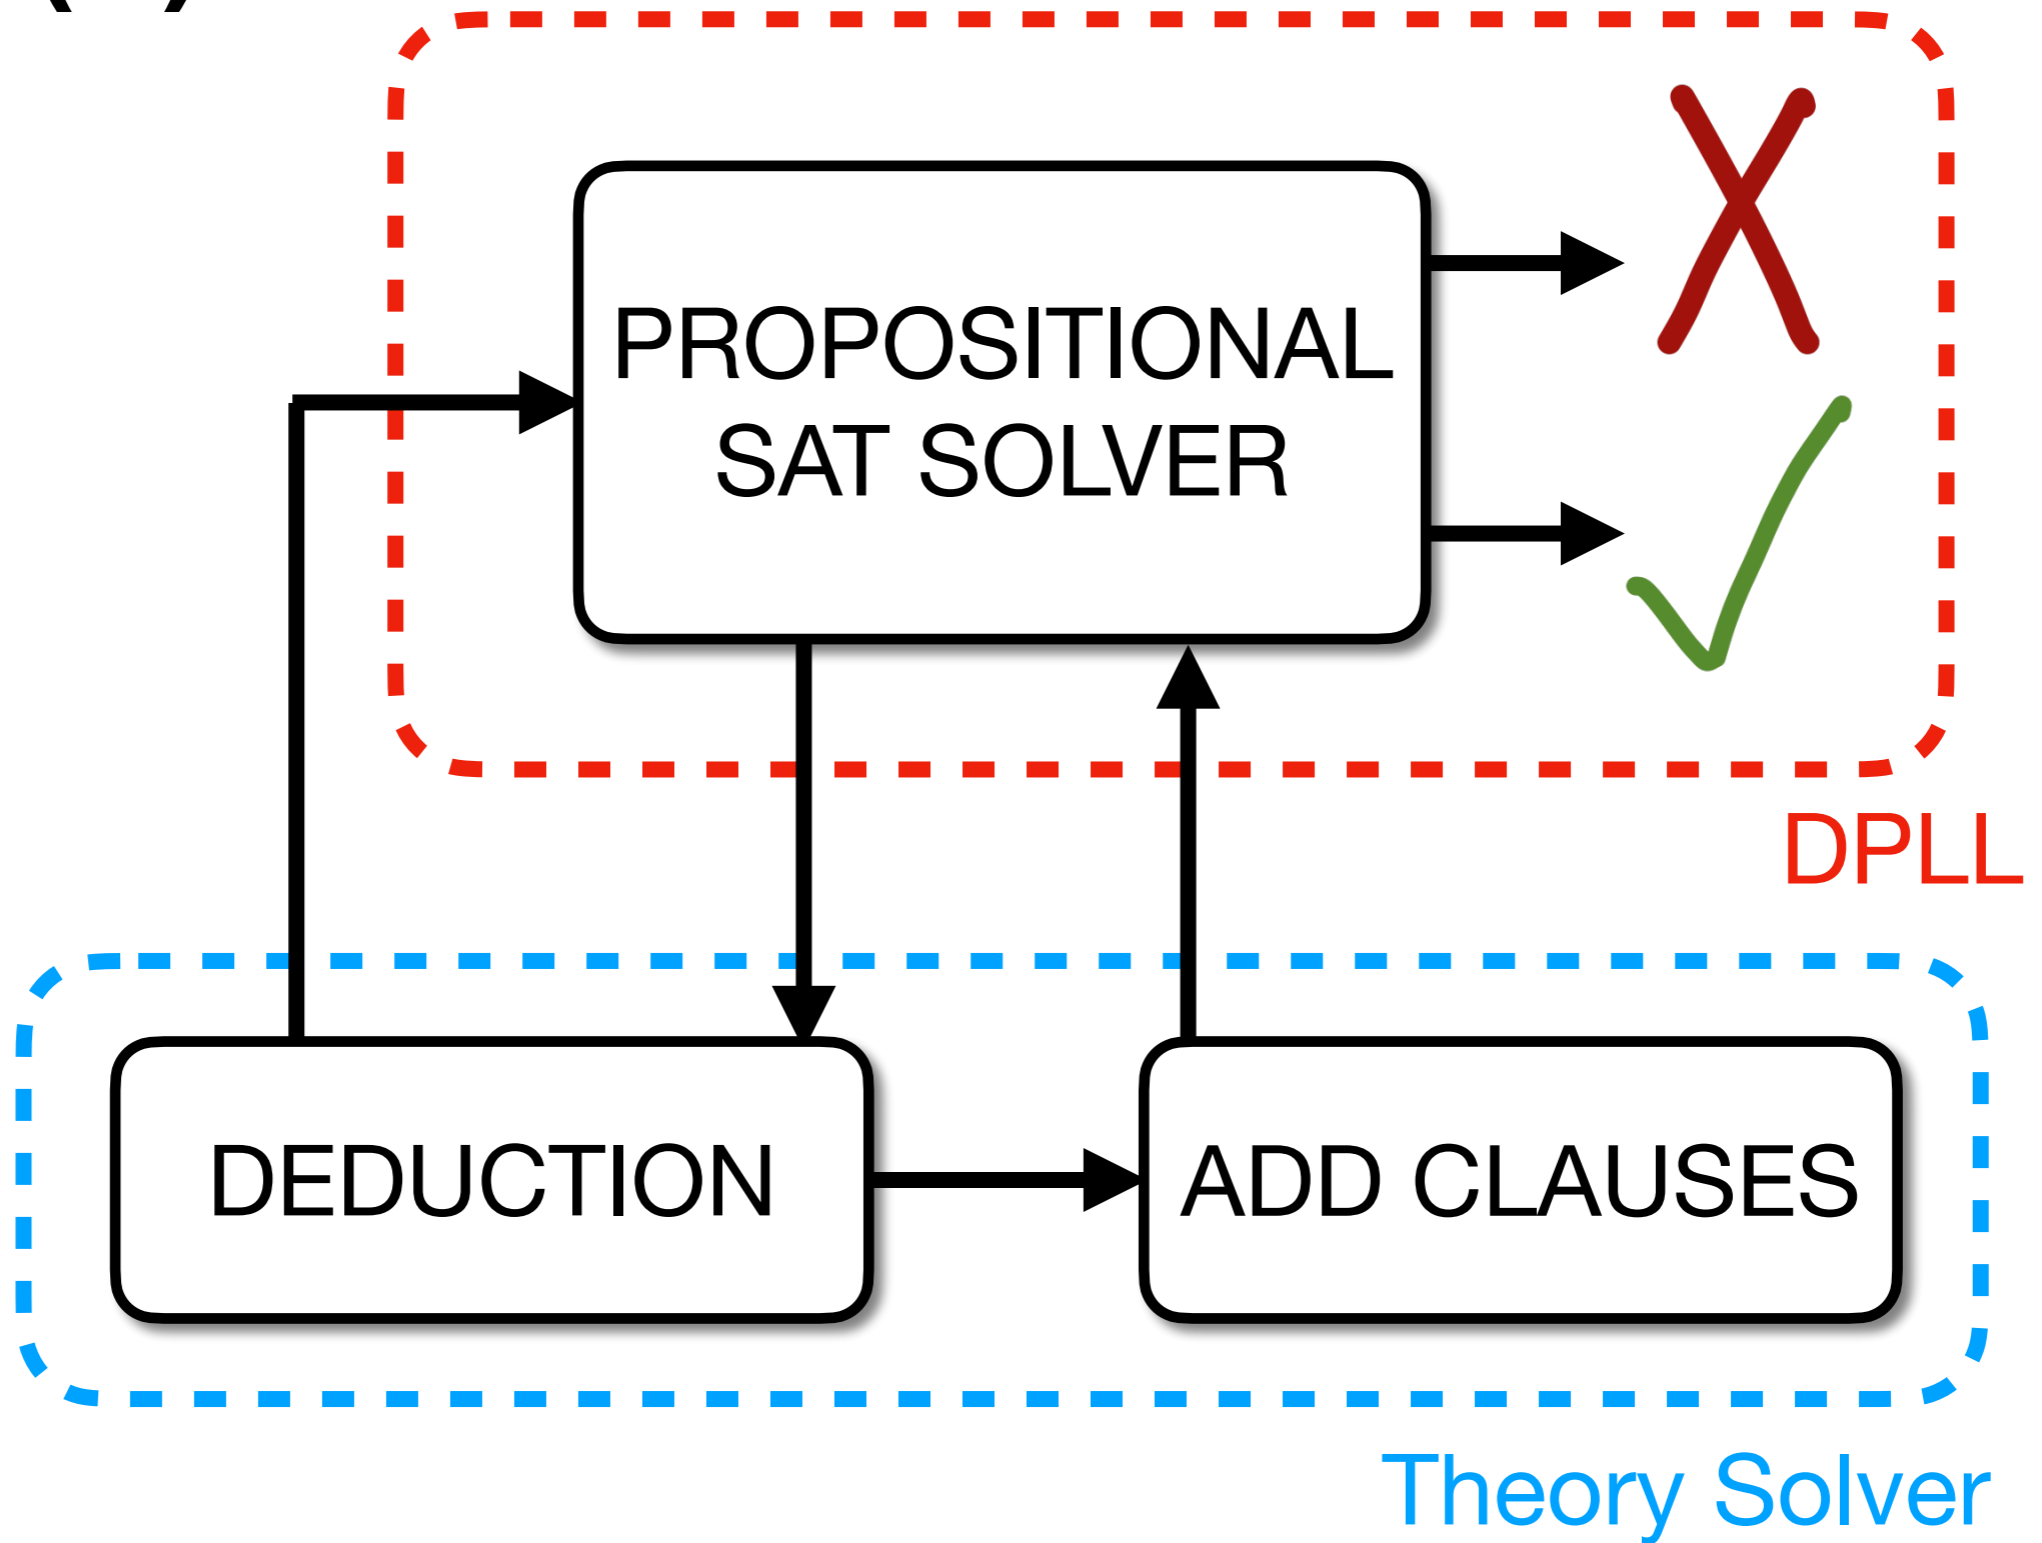 PROPOSITIONAL
SAT SOLVER
DPLL
DEDUCTION
ADD CLAUSES
Theory Solver